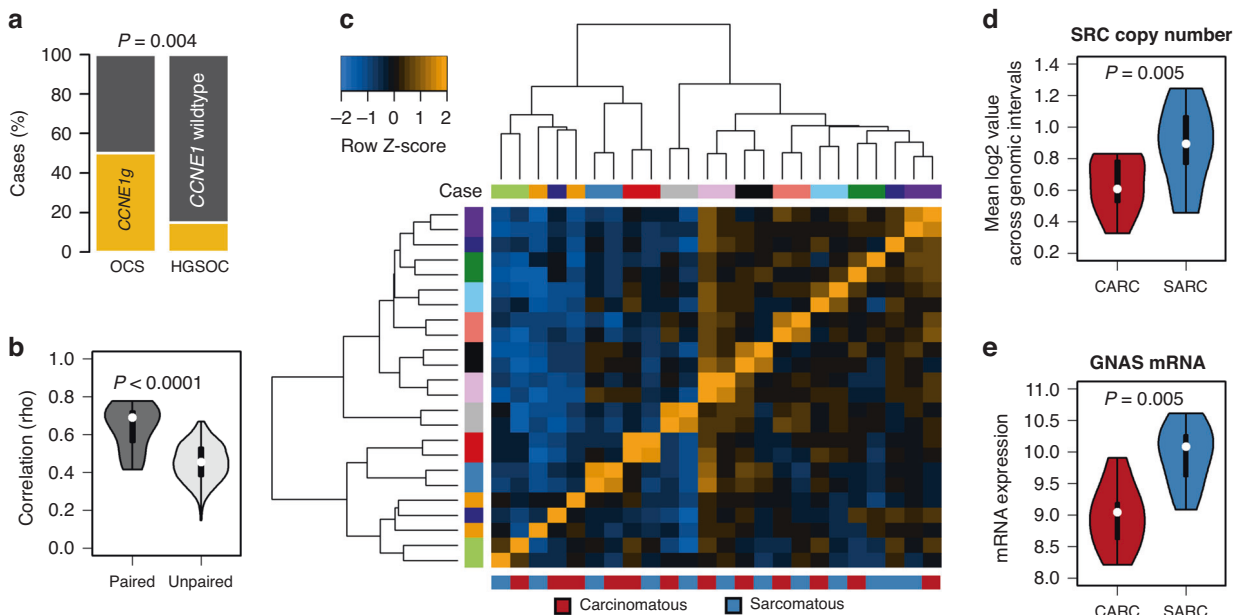 a
P = 0.004
100
80
60
40
20
0
Cases (%)
CCNE1g
CCNE1 wildtype
OCS
HGSOC
b
1.0
0.8
0.6
0.4
0.2
0.0
Correlation (rho)
P < 0.0001
Paired
Unpaired
c
−2 −1 0 1 2
Row Z-score
Case
Carcinomatous
Sarcomatous
d
SRC copy number
P = 0.005
1.4
1.2
1.0
0.8
0.6
0.4
0.2
Mean log2 value
across genomic intervals
CARC
SARC
e
GNAS mRNA
P = 0.005
11.0
10.5
10.0
9.5
9.0
8.5
8.0
mRNA expression
CARC
SARC